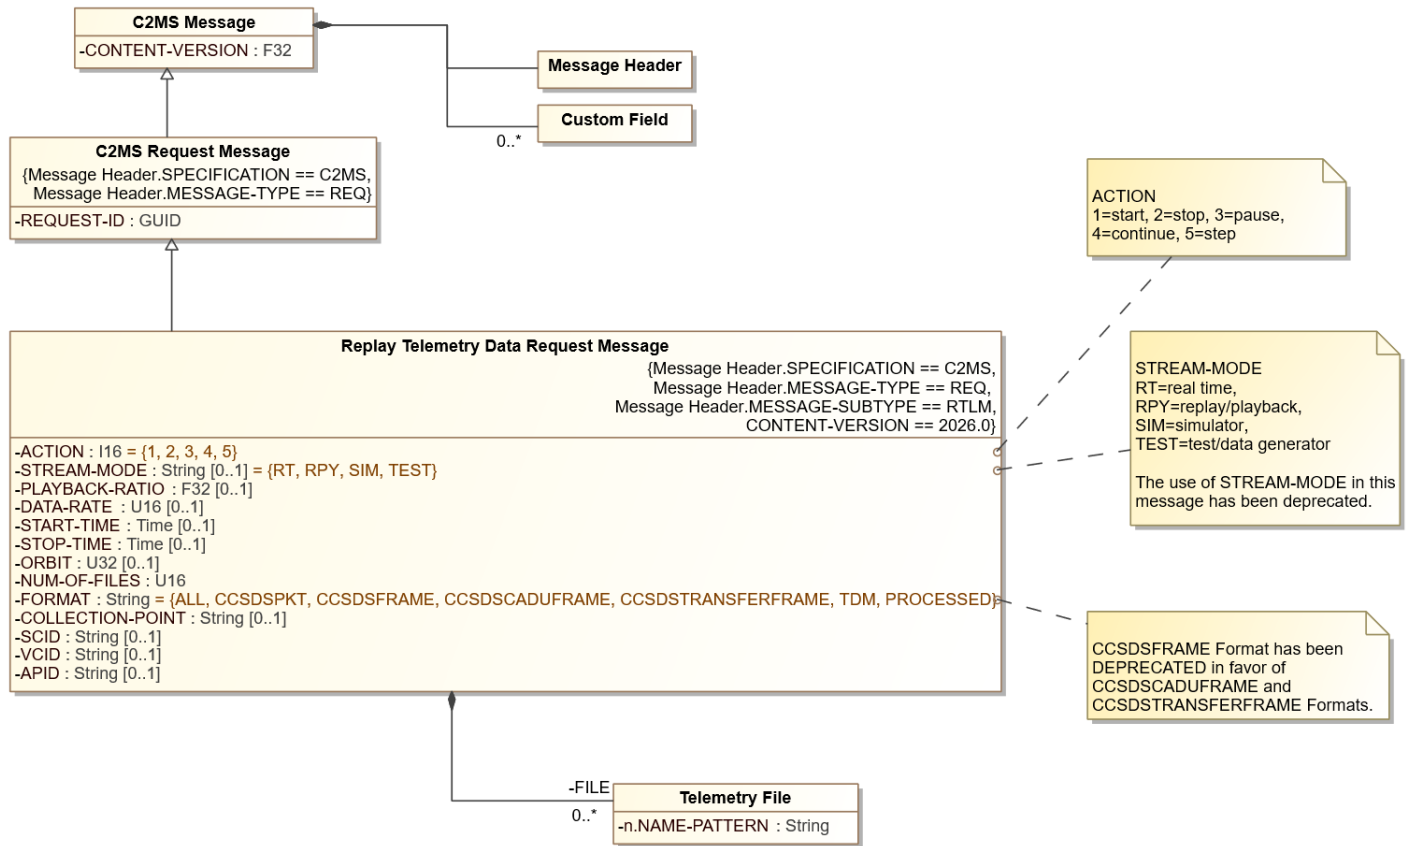 C2MS Message
-CONTENT-VERSION : F32
Message Header
Custom Field
0..*
C2MS Request Message
{Message Header.SPECIFICATION == C2MS,
Message Header.MESSAGE-TYPE == REQ}
-REQUEST-ID : GUID
ACTION
1=start, 2=stop, 3=pause,
4=continue, 5=step
Replay Telemetry Data Request Message
{Message Header.SPECIFICATION == C2MS,
Message Header.MESSAGE-TYPE == REQ,
Message Header.MESSAGE-SUBTYPE == RTLM,
CONTENT-VERSION == 2026.0}
-ACTION : I16 = {1, 2, 3, 4, 5}
-STREAM-MODE : String [0..1] = {RT, RPY, SIM, TEST}
-PLAYBACK-RATIO : F32 [0..1]
-DATA-RATE : U16 [0..1]
-START-TIME : Time [0..1]
-STOP-TIME : Time [0..1]
-ORBIT : U32 [0..1]
-NUM-OF-FILES : U16
-FORMAT : String = {ALL, CCSDSPKT, CCSDSFRAME, CCSDSCADUFRAME, CCSDSTRANSFERFRAME, TDM, PROCESSED}
-COLLECTION-POINT : String [0..1]
-SCID : String [0..1]
-VCID : String [0..1]
-APID : String [0..1]
STREAM-MODE
RT=real time,
RPY=replay/playback,
SIM=simulator,
TEST=test/data generator
The use of STREAM-MODE in this
message has been deprecated.
CCSDSFRAME Format has been
DEPRECATED in favor of
CCSDSCADUFRAME and
CCSDSTRANSFERFRAME Formats.
-FILE
0..*
Telemetry File
-n.NAME-PATTERN : String